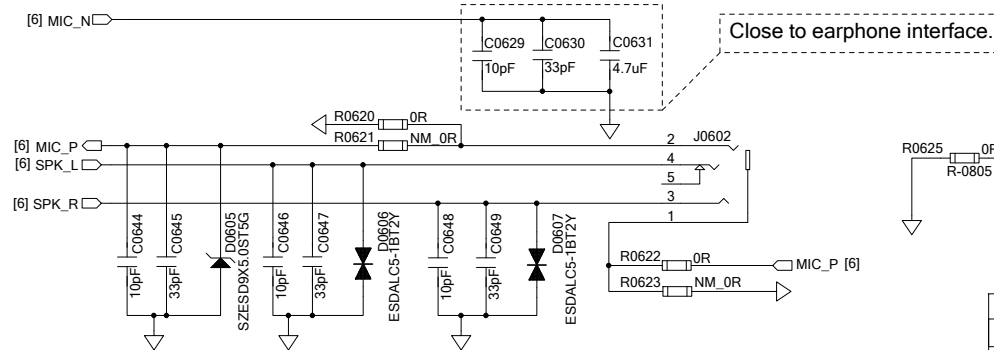 [6] MIC_N
C0629
10pF
C0630
33pF
C0631
4.7uF
Close to earphone interface.
R0620 0R
R0621 NM_0R
[6] MIC_P
[6] SPK_L
[6] SPK_R
2 J0602
4
5
3
1
R0625 0R
R-0805
C0644
10pF
C0645
33pF
D0605
SZESD9X5.0ST5G
C0646
10pF
C0647
33pF
D0606
ESDALC5-1BT2Y
C0648
10pF
C0649
33pF
D0607
ESDALC5-1BT2Y
R0622 0R
MIC_P [6]
R0623 NM_0R